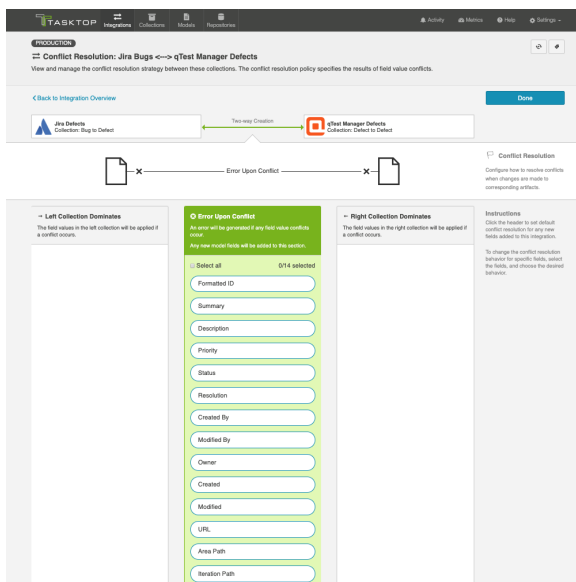 TASKTOP
Integrations
Collections
Models
Repositories
Activity
Metrics
Help
Settings
PRODUCTION
Conflict Resolution: Jira Bugs <---> qTest Manager Defects
View and manage the conflict resolution strategy between these collections. The conflict resolution policy specifies the results of field value conflicts.
Back to Integration Overview
Done
Jira Defects
Collection: Bug to Defect
Two-way Creation
qTest Manager Defects
Collection: Defect to Defect
Error Upon Conflict
Conflict Resolution
Configure how to resolve conflicts
when changes are made to
corresponding artifacts.
Left Collection Dominates
The field values in the left collection will be applied if
a conflict occurs.
Error Upon Conflict
An error will be generated if any field value conflicts
occur.
Any new model fields will be added to this section.
Select all 0/14 selected
Formatted ID
Summary
Description
Priority
Status
Resolution
Created By
Modified By
Owner
Created
Modified
URL
Area Path
Iteration Path
Right Collection Dominates
The field values in the right collection will be applied if
a conflict occurs.
Instructions
Click the header to set default
conflict resolution for any new
fields added to this integration.
To change the conflict resolution
behavior for specific fields, select
the fields, and choose the desired
behavior.